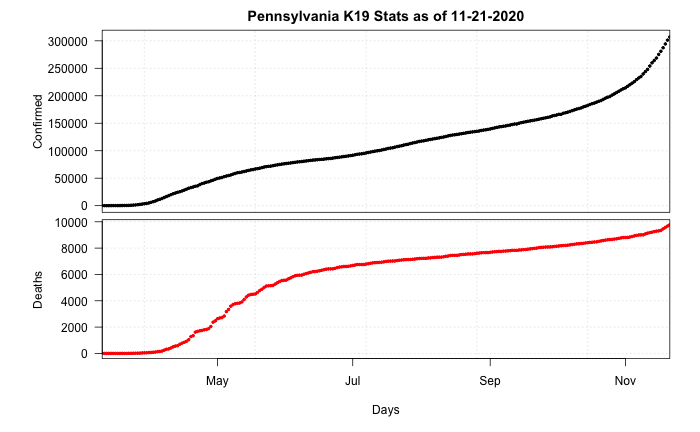 Pennsylvania K19 Stats as of 11-21-2020
Confirmed
300000
250000
200000
150000
100000
50000
0
Deaths
10000
8000
6000
4000
2000
0
May
Jul
Sep
Nov
Days